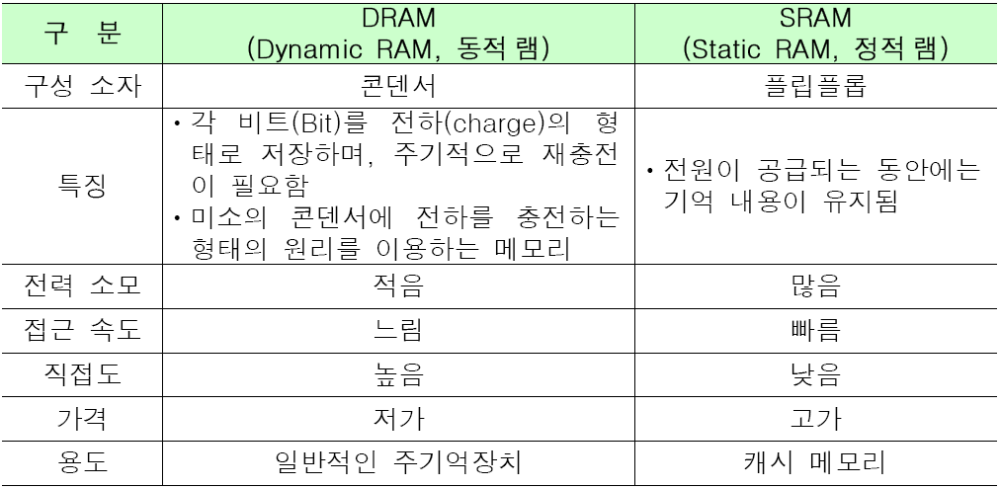 구 분
DRAM
(Dynamic RAM, 동적 램)
SRAM
(Static RAM, 정적 램)
구성 소자
콘덴서
플립플롭
특징
• 각 비트(Bit)를 전하(charge)의 형
태로 저장하며, 주기적으로 재충전
이 필요함
• 미소의 콘덴서에 전하를 충전하는
형태의 원리를 이용하는 메모리
• 전원이 공급되는 동안에는
기억 내용이 유지됨
전력 소모
적음
많음
접근 속도
느림
빠름
직접도
높음
낮음
가격
저가
고가
용도
일반적인 주기억장치
캐시 메모리